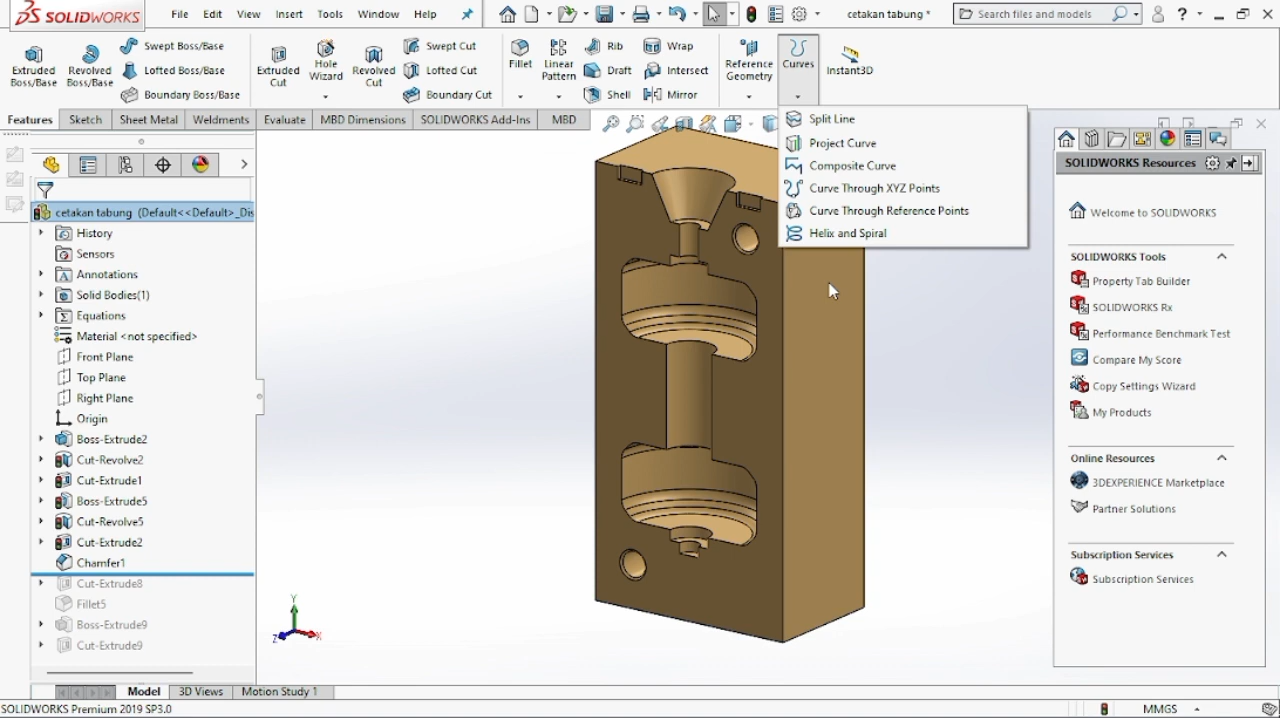 SOLIDWORKS
File Edit View Insert Tools Window Help
cetakan tabung *
Search files and models
?
Extruded Boss/Base
Revolved Boss/Base
Swept Boss/Base
Lofted Boss/Base
Boundary Boss/Base
Extruded Cut
Hole Wizard
Revolved Cut
Swept Cut
Lofted Cut
Boundary Cut
Fillet
Linear Pattern
Rib
Draft
Shell
Wrap
Intersect
Mirror
Reference Geometry
Curves
Instant3D
Features Sketch Sheet Metal Weldments Evaluate MBD Dimensions SOLIDWORKS Add-Ins MBD
Split Line
Project Curve
Composite Curve
Curve Through XYZ Points
Curve Through Reference Points
Helix and Spiral
cetakan tabung (Default<<Default>_Dis
History
Sensors
Annotations
Solid Bodies(1)
Equations
Material <not specified>
Front Plane
Top Plane
Right Plane
Origin
Boss-Extrude2
Cut-Revolve2
Cut-Extrude1
Boss-Extrude5
Cut-Revolve5
Cut-Extrude2
Chamfer1
Cut-Extrude8
Fillet5
Boss-Extrude9
Cut-Extrude9
Y
Z
X
SOLIDWORKS Resources
Welcome to SOLIDWORKS
SOLIDWORKS Tools
Property Tab Builder
SOLIDWORKS Rx
Performance Benchmark Test
Compare My Score
Copy Settings Wizard
My Products
Online Resources
3DEXPERIENCE Marketplace
Partner Solutions
Subscription Services
Subscription Services
Model 3D Views Motion Study 1
SOLIDWORKS Premium 2019 SP3.0
MMGS